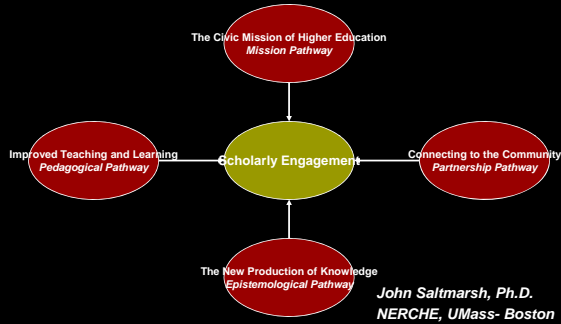 The Civic Mission of Higher Education
Mission Pathway
Improved Teaching and Learning
Pedagogical Pathway
Scholarly Engagement
Connecting to the Community
Partnership Pathway
The New Production of Knowledge
Epistemological Pathway
John Saltmarsh, Ph.D.
NERCHE, UMass- Boston